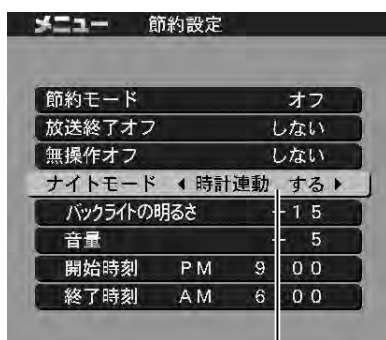 メニュー 節約設定
節約モード オフ
放送終了オフ しない
無操作オフ しない
ナイトモード ◀ 時計連動 する ▶
バックライトの明るさ -15
音量 - 5
開始時刻 PM 9 00
終了時刻 AM 6 00